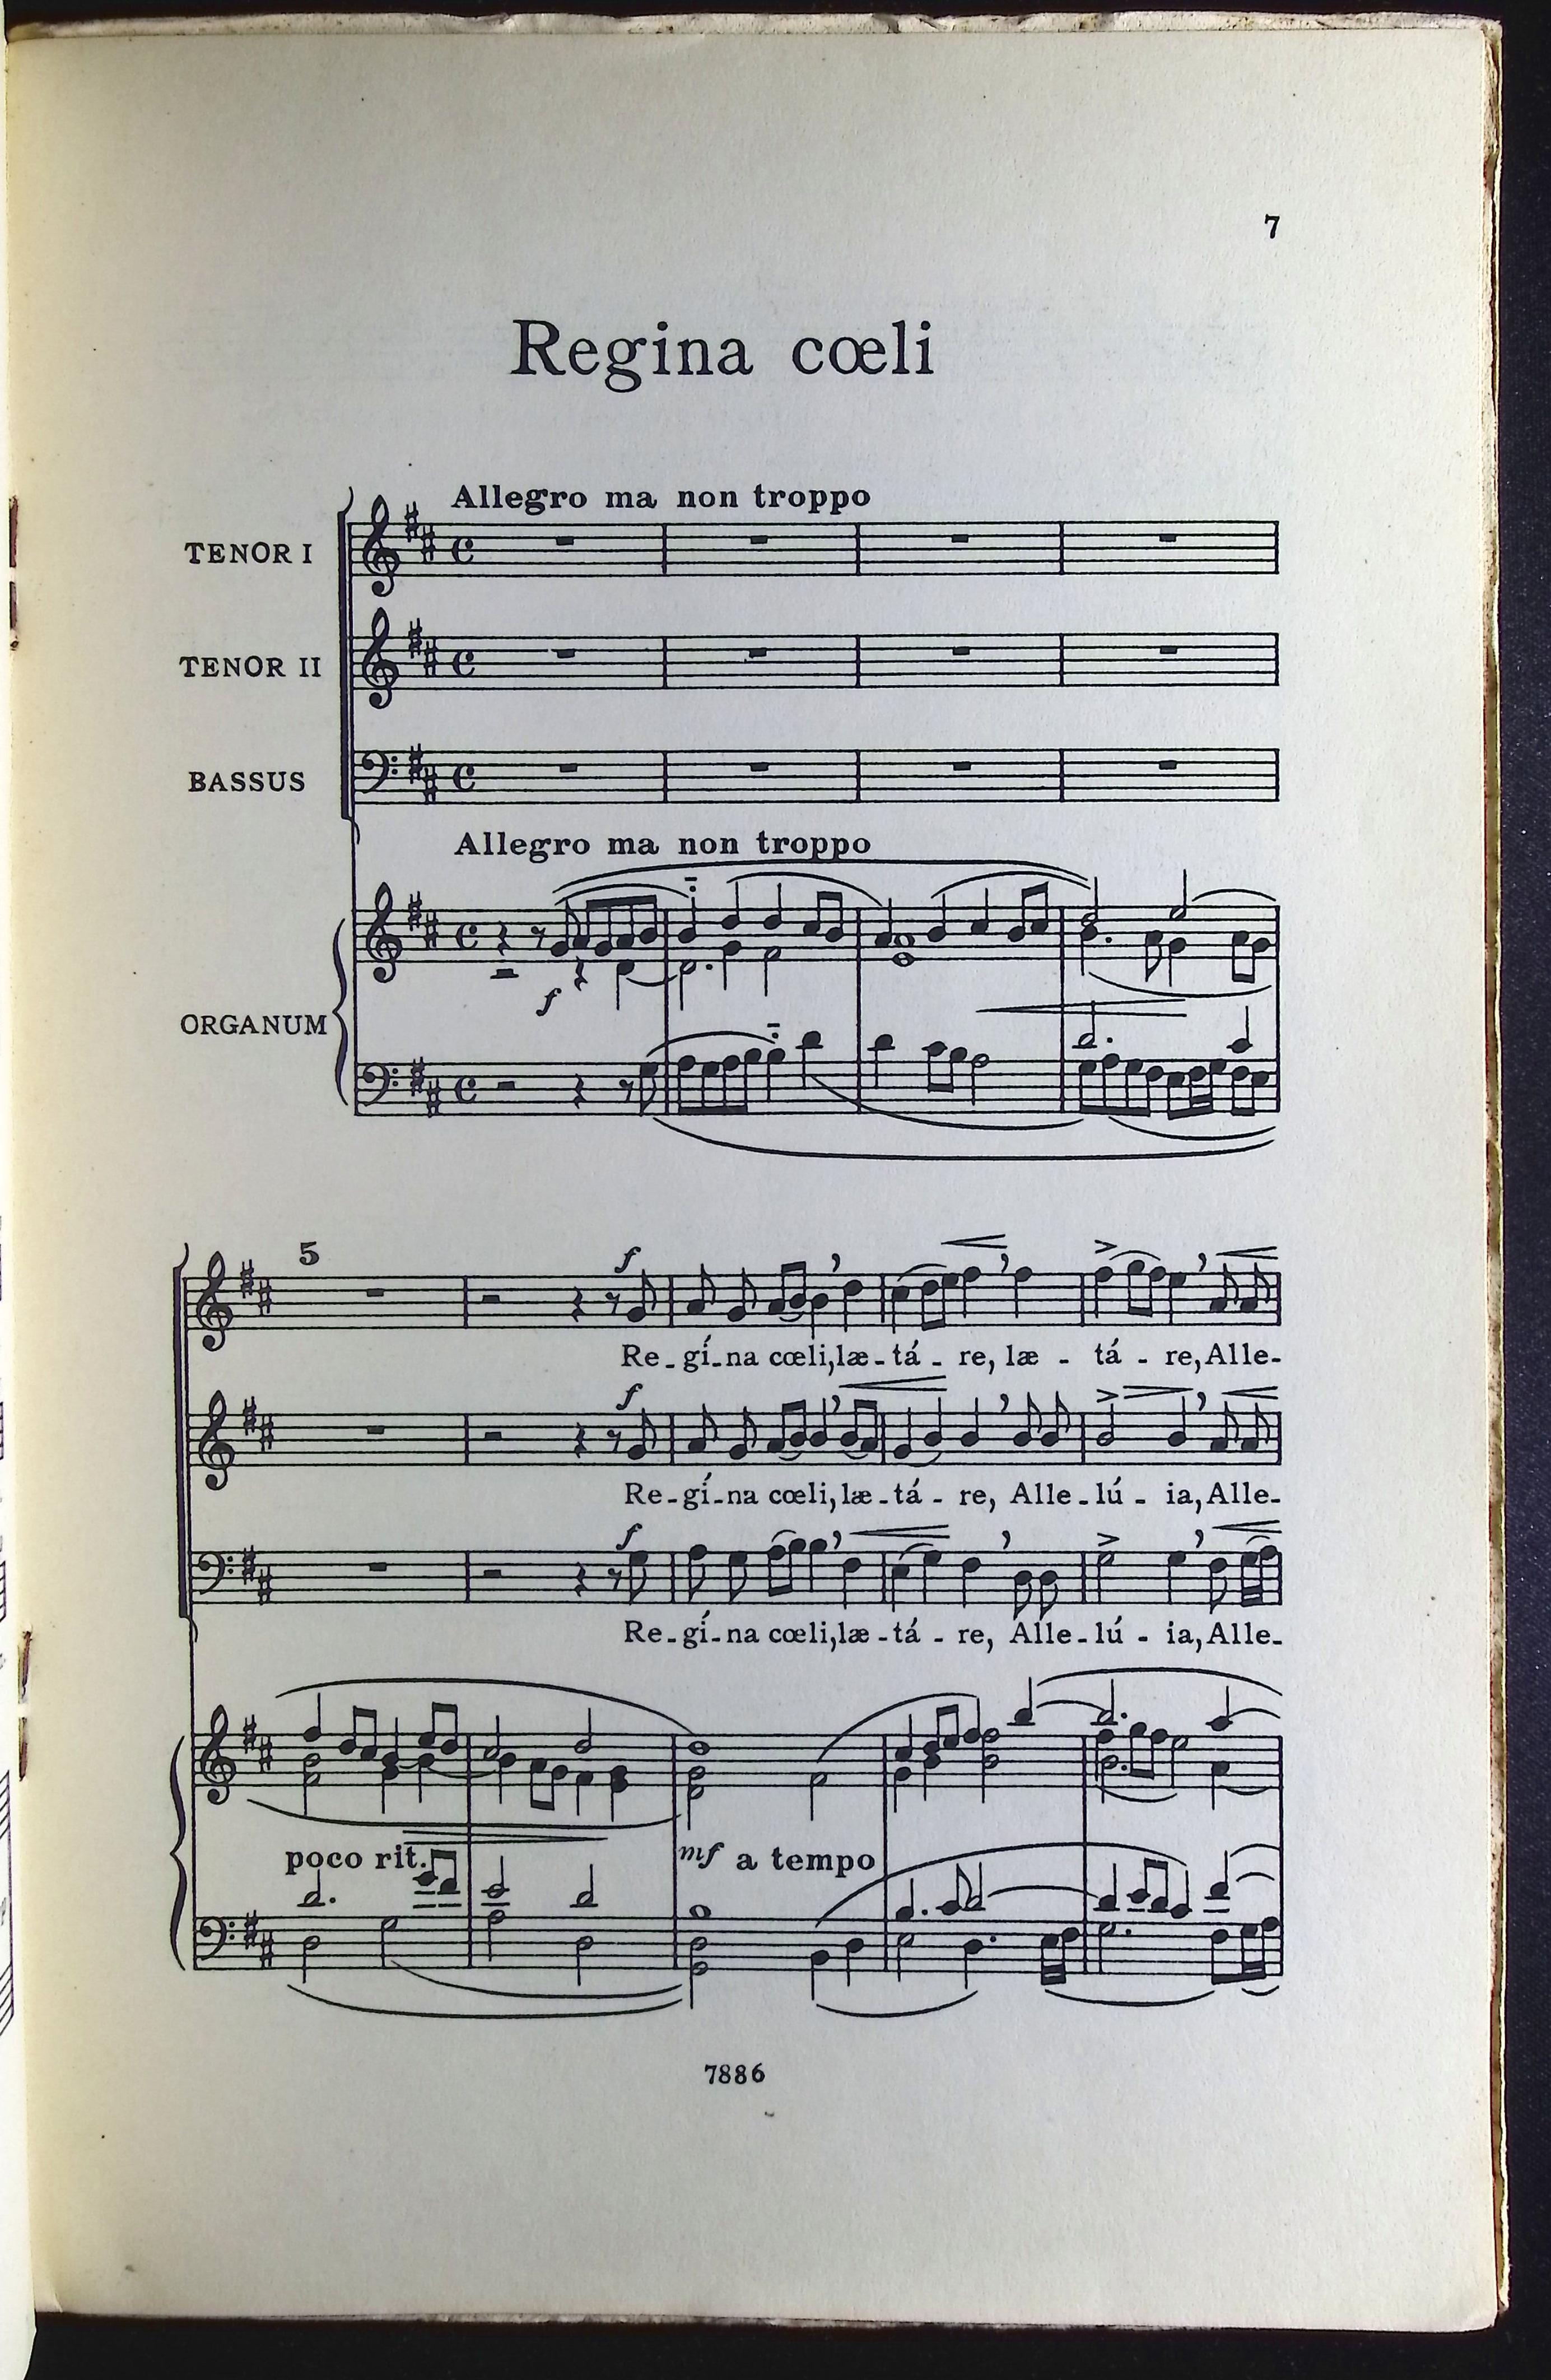 7
Regina cœli
Allegro ma non troppo
TENOR I
TENOR II
BASSUS
Allegro ma non troppo
f
ORGANUM
5
f
Re - gí - na cœli, læ - tá - re, læ - tá - re, Alle-
f
Re - gí - na cœli, læ - tá - re, Alle - lú - ia, Alle-
f
Re - gí - na cœli, læ - tá - re, Alle - lú - ia, Alle-
poco rit. mf a tempo
7886